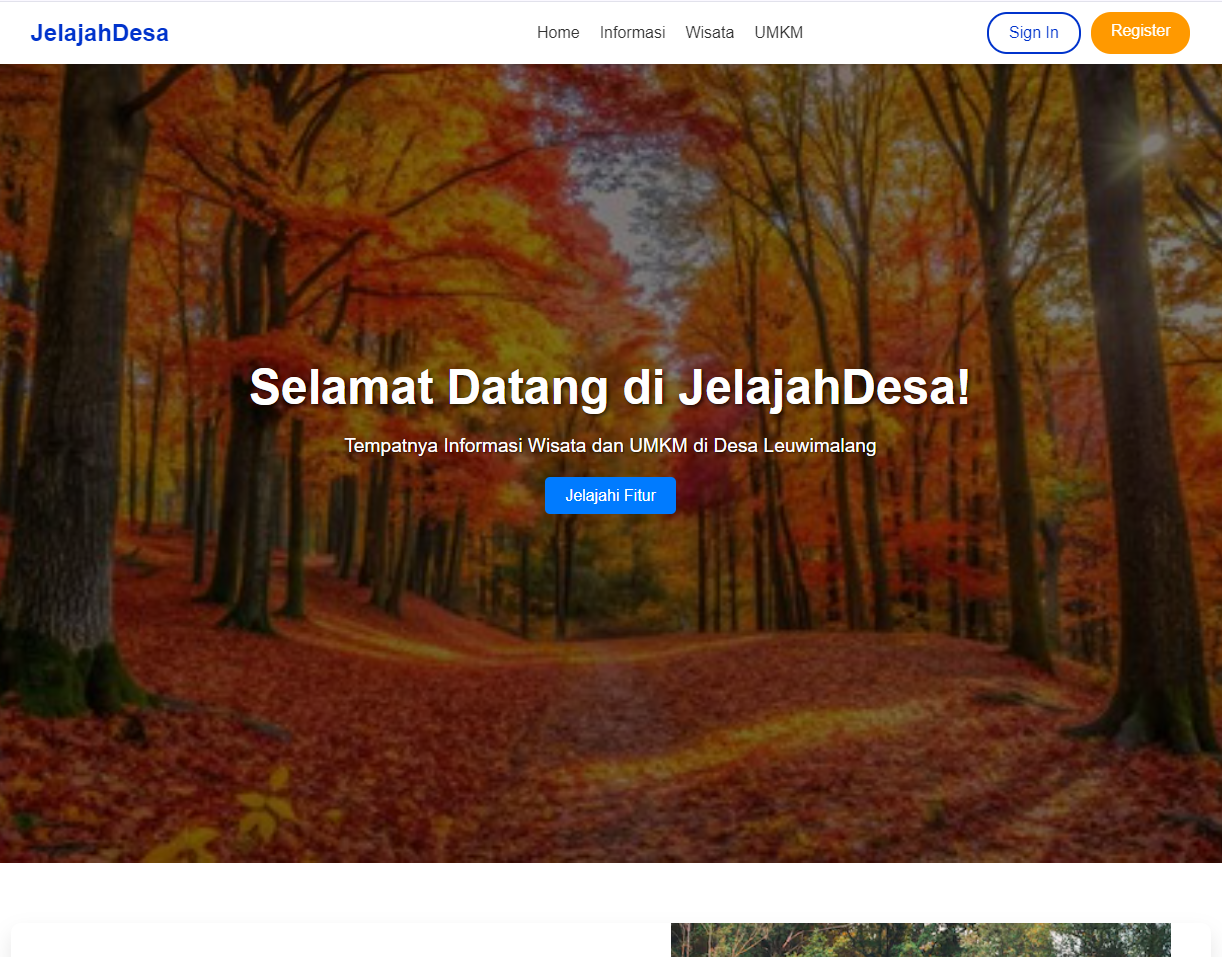 JelajahDesa
Home Informasi Wisata UMKM
Sign In
Register
Selamat Datang di JelajahDesa!
Tempatnya Informasi Wisata dan UMKM di Desa Leuwimalang
Jelajahi Fitur